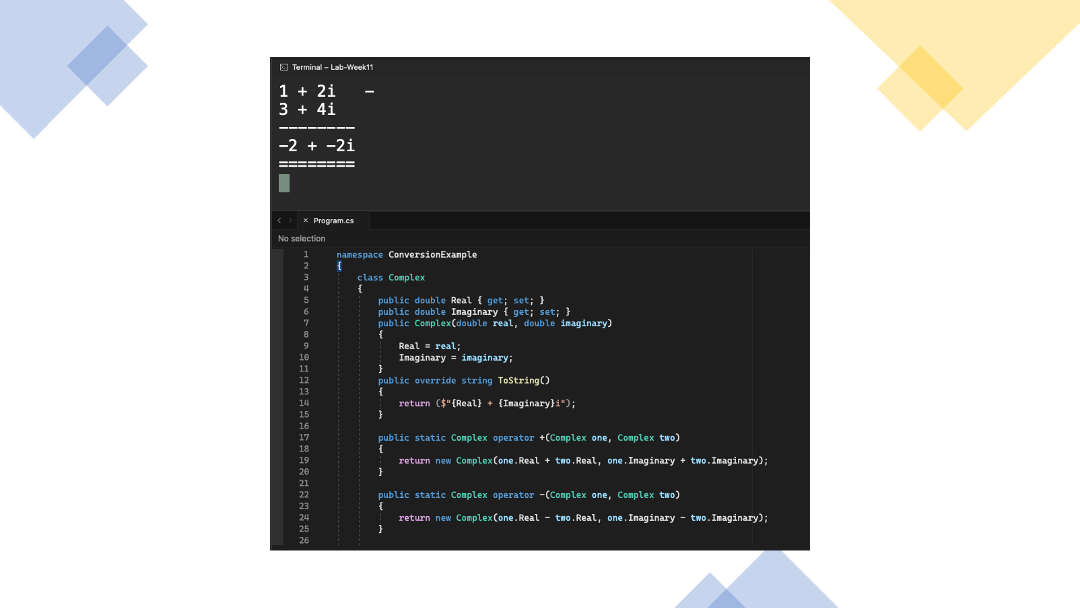 Terminal – Lab-Week11
1 + 2i   −
3 + 4i
--------
-2 + -2i
========
Program.cs
No selection
1 namespace ConversionExample
2 {
3 class Complex
4 {
5 public double Real { get; set; }
6 public double Imaginary { get; set; }
7 public Complex(double real, double imaginary)
8 {
9 Real = real;
10 Imaginary = imaginary;
11 }
12 public override string ToString()
13 {
14 return ($"{Real} + {Imaginary}i");
15 }
16
17 public static Complex operator +(Complex one, Complex two)
18 {
19 return new Complex(one.Real + two.Real, one.Imaginary + two.Imaginary);
20 }
21
22 public static Complex operator -(Complex one, Complex two)
23 {
24 return new Complex(one.Real - two.Real, one.Imaginary - two.Imaginary);
25 }
26